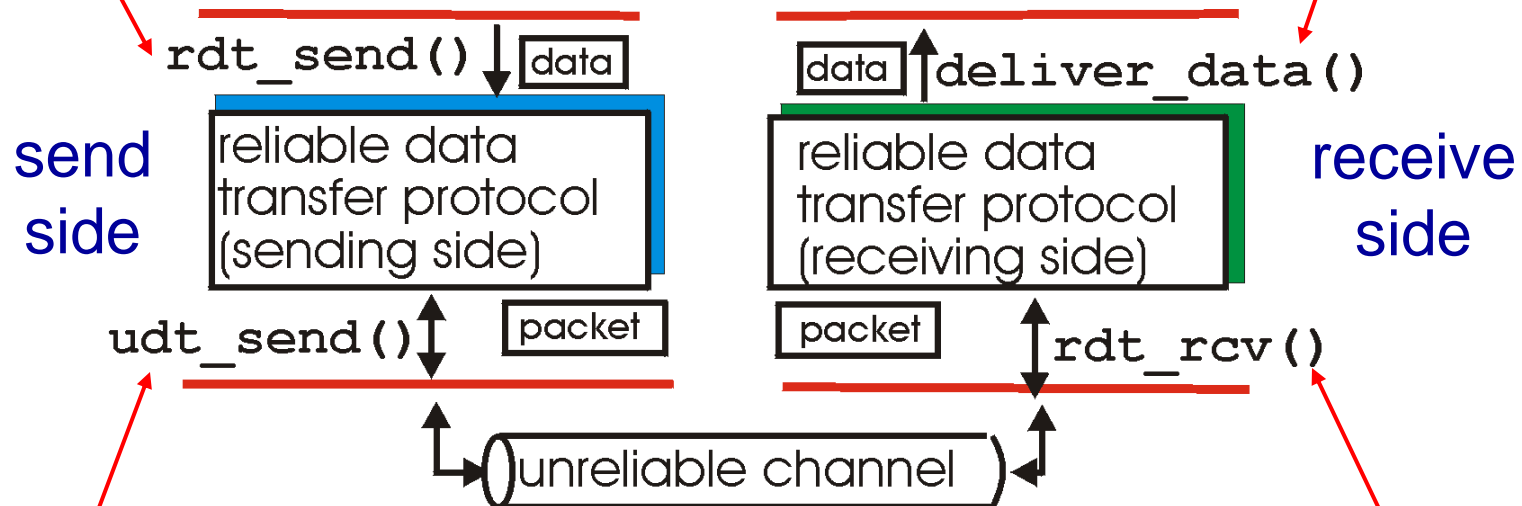 rdt_send()
data
data
deliver_data()
send
side
reliable data
transfer protocol
(sending side)
reliable data
transfer protocol
(receiving side)
receive
side
udt_send()
packet
packet
rdt_rcv()
unreliable channel